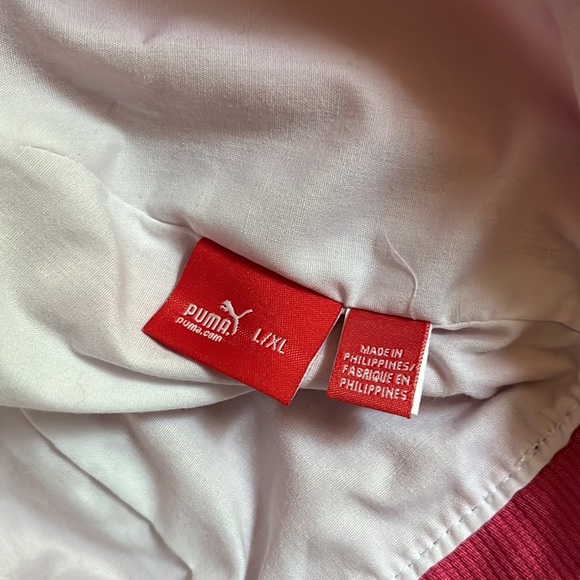 PUMA
puma.com
L/XL
MADE IN
PHILIPPINES/
FABRIQUE EN
PHILIPPINES